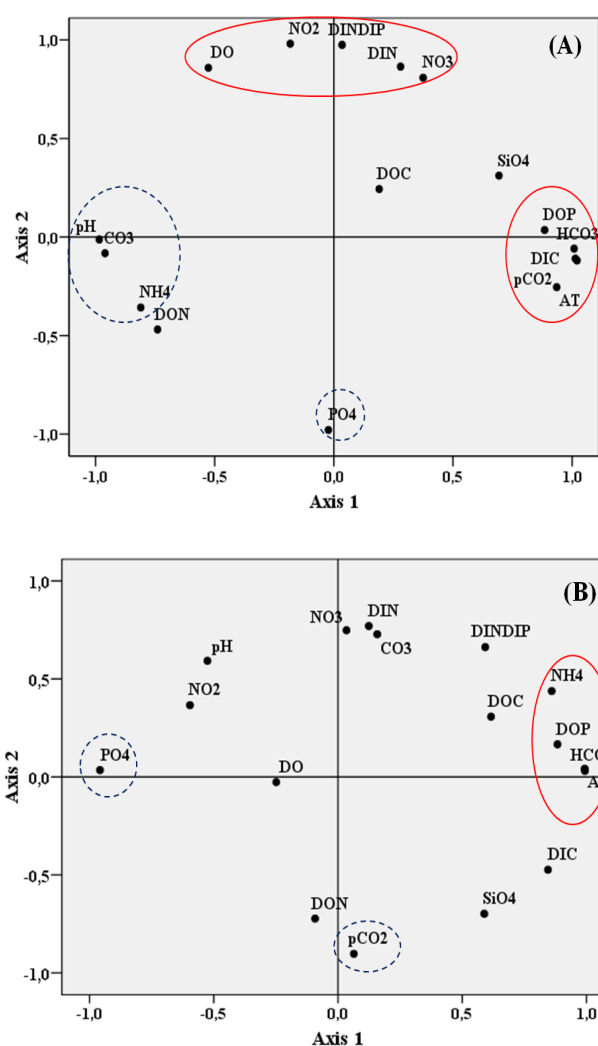 (A)
1,0
NO2
DINDIP
DO
DIN
NO3
0,5
SiO4
DOC
DOP
pH
HCO3
0,0
CO3
DIC
pCO2
NH4
AT
DON
-0,5
PO4
-1,0
-1,0
-0,5
0,0
0,5
1,0
Axis 1
Axis 2
(B)
1,0
NO3
DIN
DINDIP
pH
CO3
NH4
0,5
NO2
DOC
DOP
PO4
HCO
DO
0,0
A
DIC
-0,5
SiO4
DON
pCO2
-1,0
-1,0
-0,5
0,0
0,5
1,0
Axis 1
Axis 2